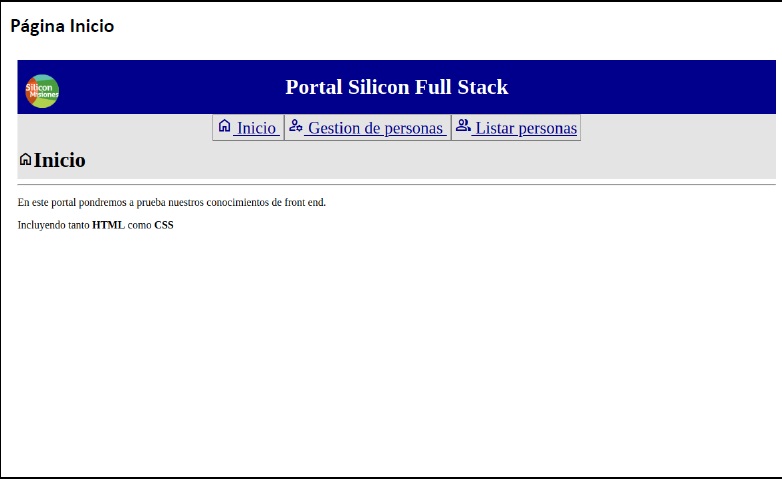 Página Inicio
Silicon
Misiones
Portal Silicon Full Stack
Inicio Gestion de personas Listar personas
Inicio
En este portal pondremos a prueba nuestros conocimientos de front end.
Incluyendo tanto HTML como CSS